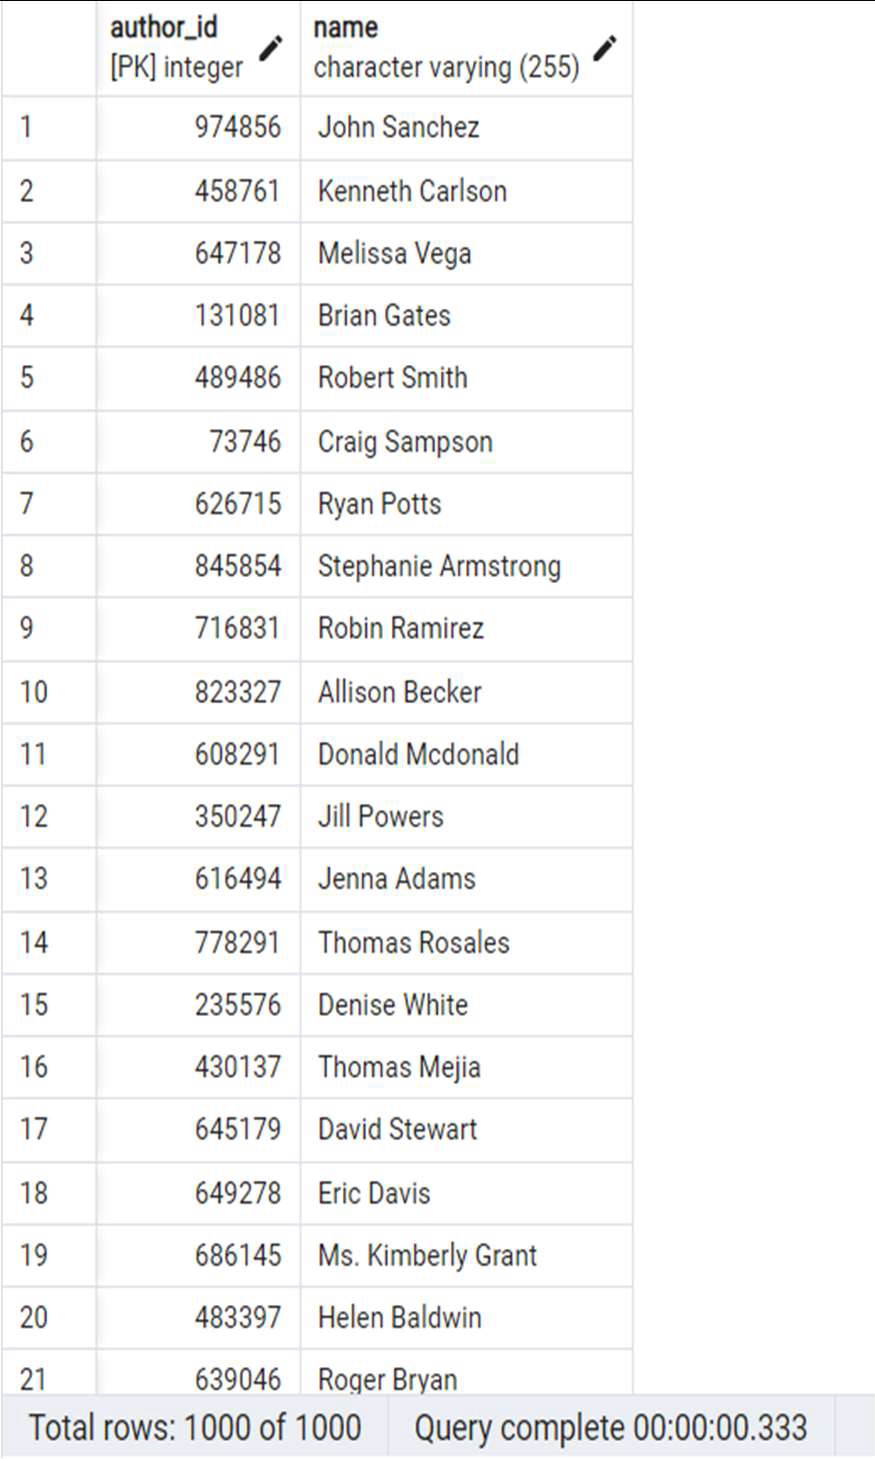 author_id name
[PK] integer character varying (255)
1 974856 John Sanchez
2 458761 Kenneth Carlson
3 647178 Melissa Vega
4 131081 Brian Gates
5 489486 Robert Smith
6 73746 Craig Sampson
7 626715 Ryan Potts
8 845854 Stephanie Armstrong
9 716831 Robin Ramirez
10 823327 Allison Becker
11 608291 Donald Mcdonald
12 350247 Jill Powers
13 616494 Jenna Adams
14 778291 Thomas Rosales
15 235576 Denise White
16 430137 Thomas Mejia
17 645179 David Stewart
18 649278 Eric Davis
19 686145 Ms. Kimberly Grant
20 483397 Helen Baldwin
21 639046 Roger Bryan
Total rows: 1000 of 1000 Query complete 00:00:00.333